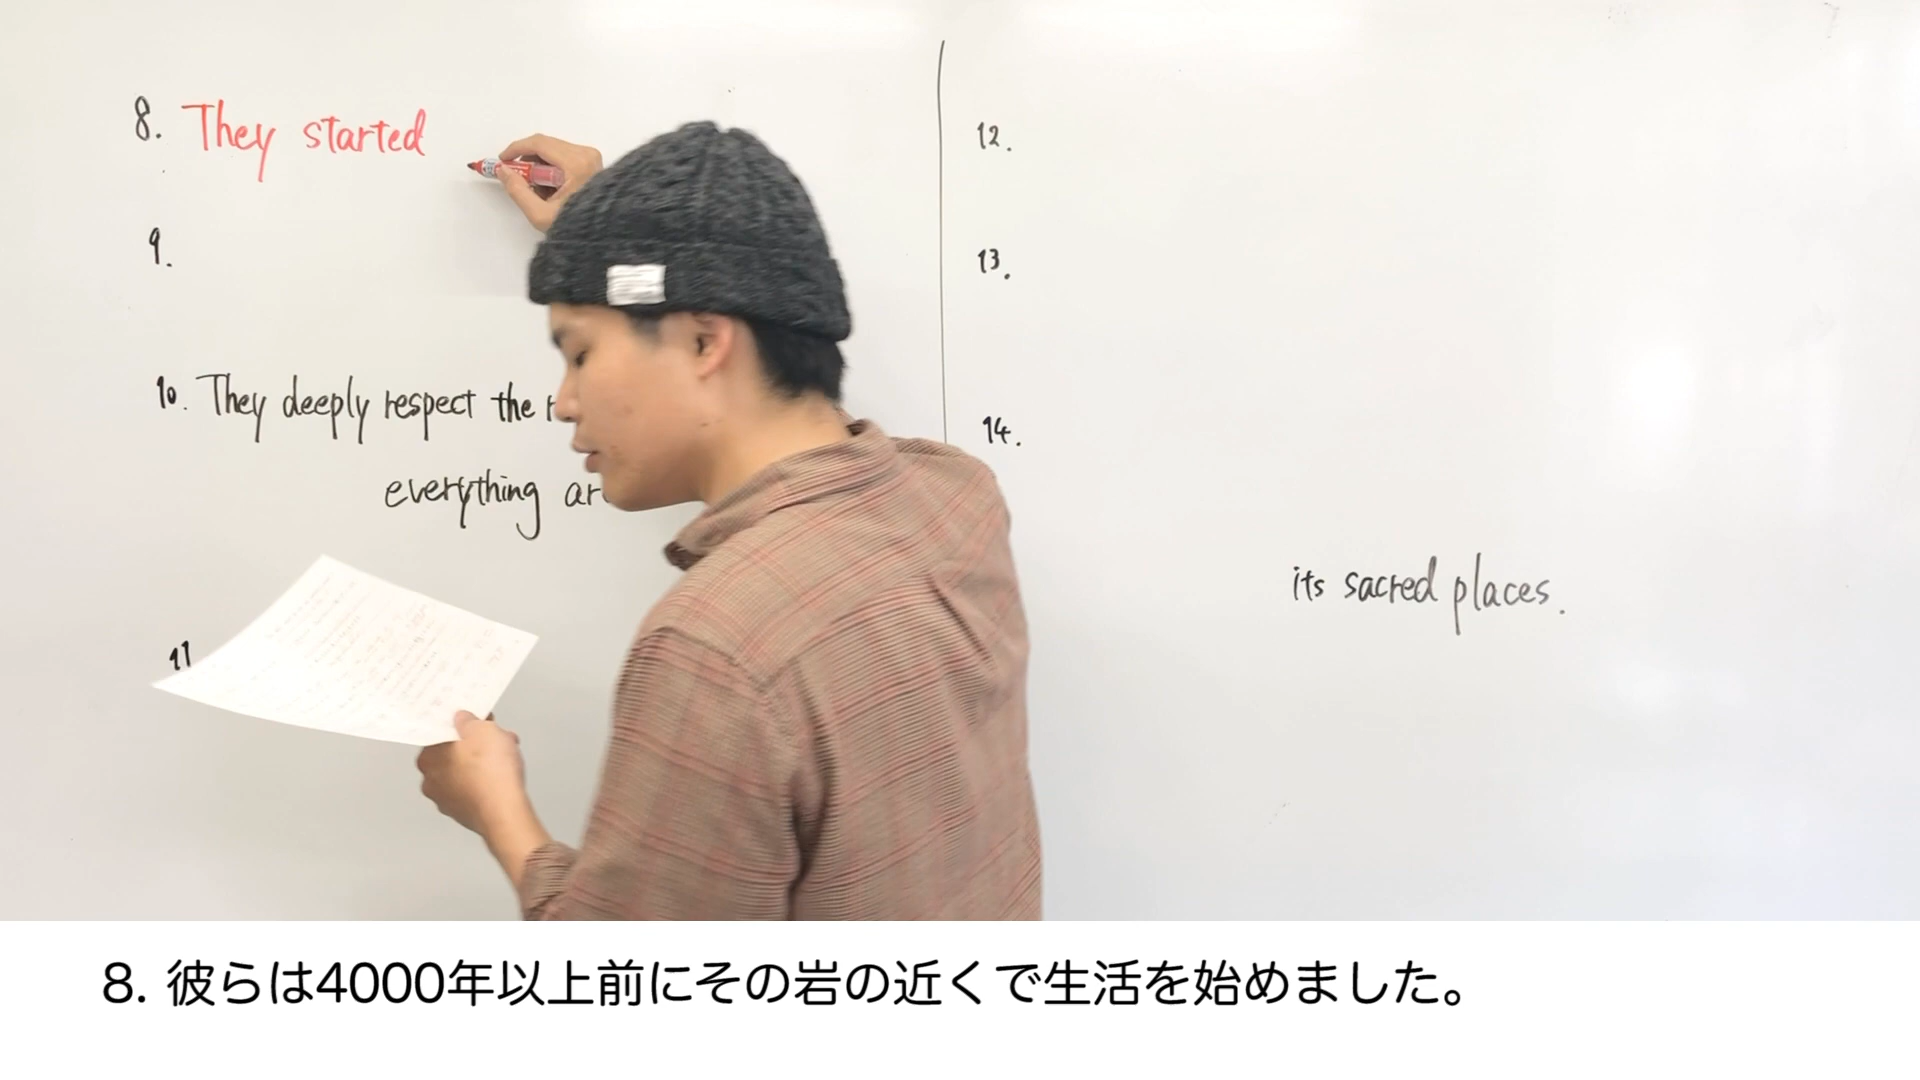 8. They started
9.
10. They deeply respect the r
everything ar
11
12.
13.
14.
its sacred places.
8. 彼らは4000年以上前にその岩の近くで生活を始めました。